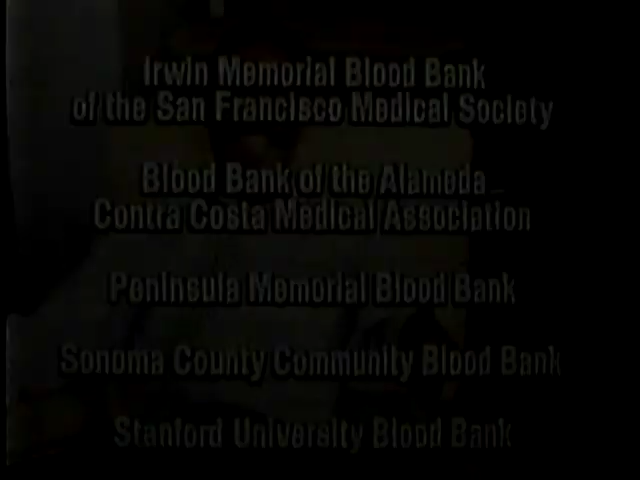 Irwin Memorial Blood Bank
of the San Francisco Medical Society
Blood Bank of the Alameda
Contra Costa Medical Association
Peninsula Memorial Blood Bank
Sonoma County Community Blood Bank
Stanford University Blood Bank